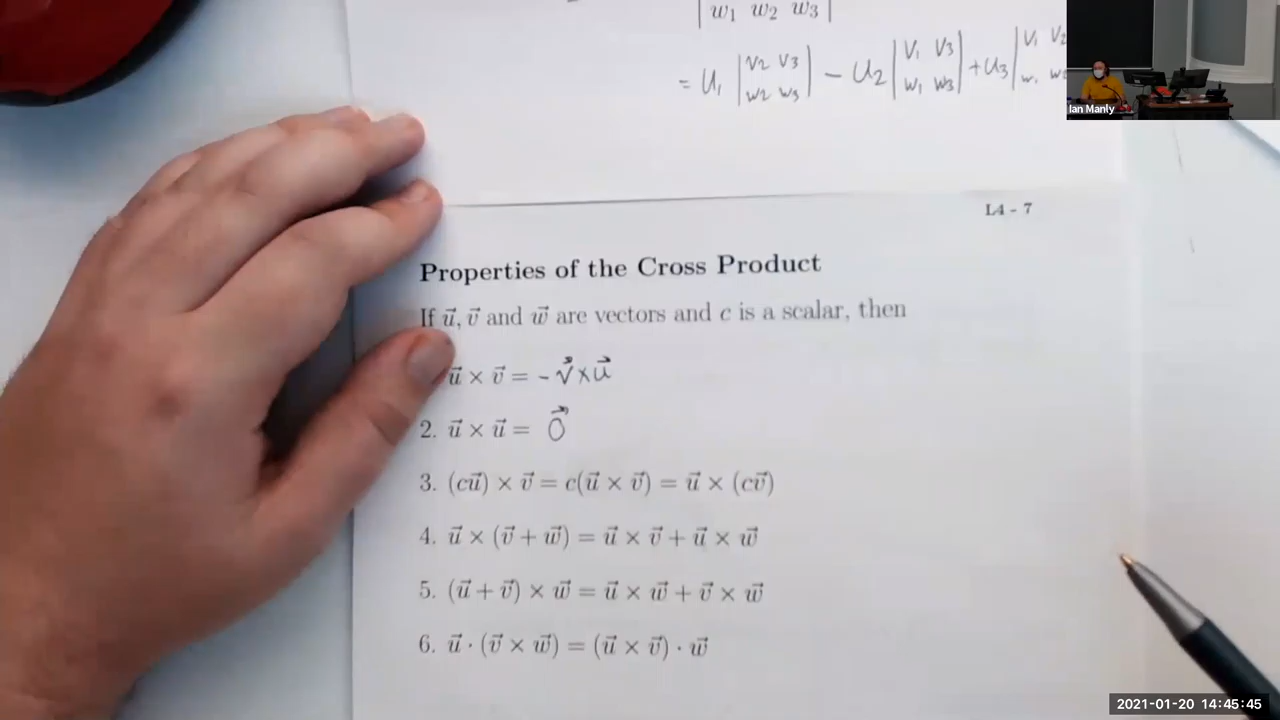 | w₁ w₂ w₃ |
= u₁ | v₂ v₃ | − u₂ | v₁ v₃ | + u₃ | v₁ v₂
| w₂ w₃ | | w₁ w₃ | | w₁
Ian Manly
L4 - 7
Properties of the Cross Product
If u⃗, v⃗ and w⃗ are vectors and c is a scalar, then
u⃗ × v⃗ = - v⃗ × u⃗
2. u⃗ × u⃗ = 0⃗
3. (cu⃗) × v⃗ = c(u⃗ × v⃗) = u⃗ × (cv⃗)
4. u⃗ × (v⃗ + w⃗) = u⃗ × v⃗ + u⃗ × w⃗
5. (u⃗ + v⃗) × w⃗ = u⃗ × w⃗ + v⃗ × w⃗
6. u⃗ · (v⃗ × w⃗) = (u⃗ × v⃗) · w⃗
2021-01-20 14:45:45